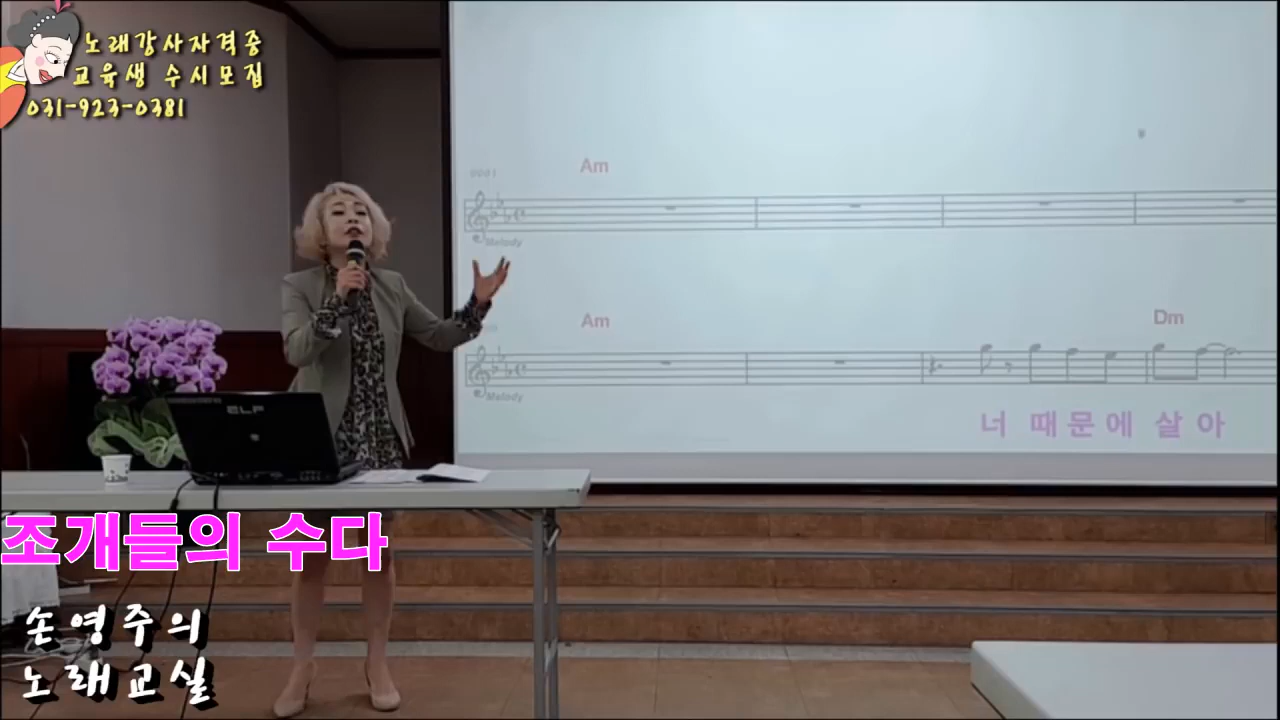 노래강사자격증
교육생 수시모집
031-923-0381
0001
Am
Melody
Am
Dm
Melody
너 때문에 살아
ELF
조개들의 수다
손영주의
노래교실